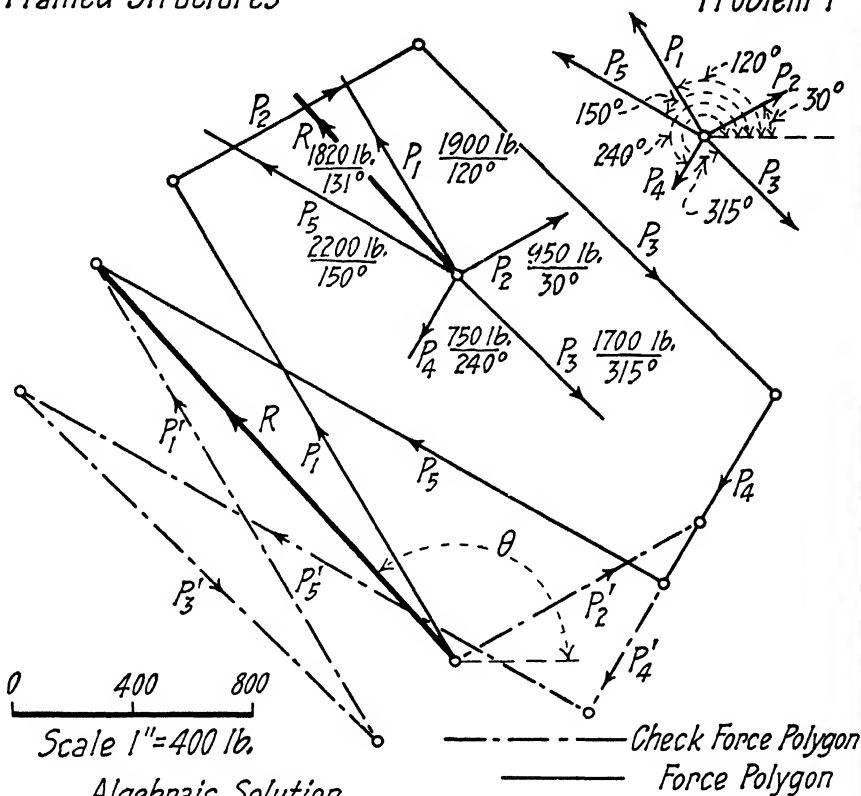 Framed Structures
Problem 1
P1
P5
120°
P2
30°
150°
240°
P4
P3
315°
P2
R
1820 lb.
131°
P1
1900 lb.
120°
P5
2200 lb.
150°
P2
950 lb.
30°
P3
P4
750 lb.
240°
P3
1700 lb.
315°
R
P1'
P1
P5
P4
θ
P3'
P5'
P2'
P4'
0 400 800
Scale 1"=400 lb.
Check Force Polygon
Force Polygon
Algebraic Solution